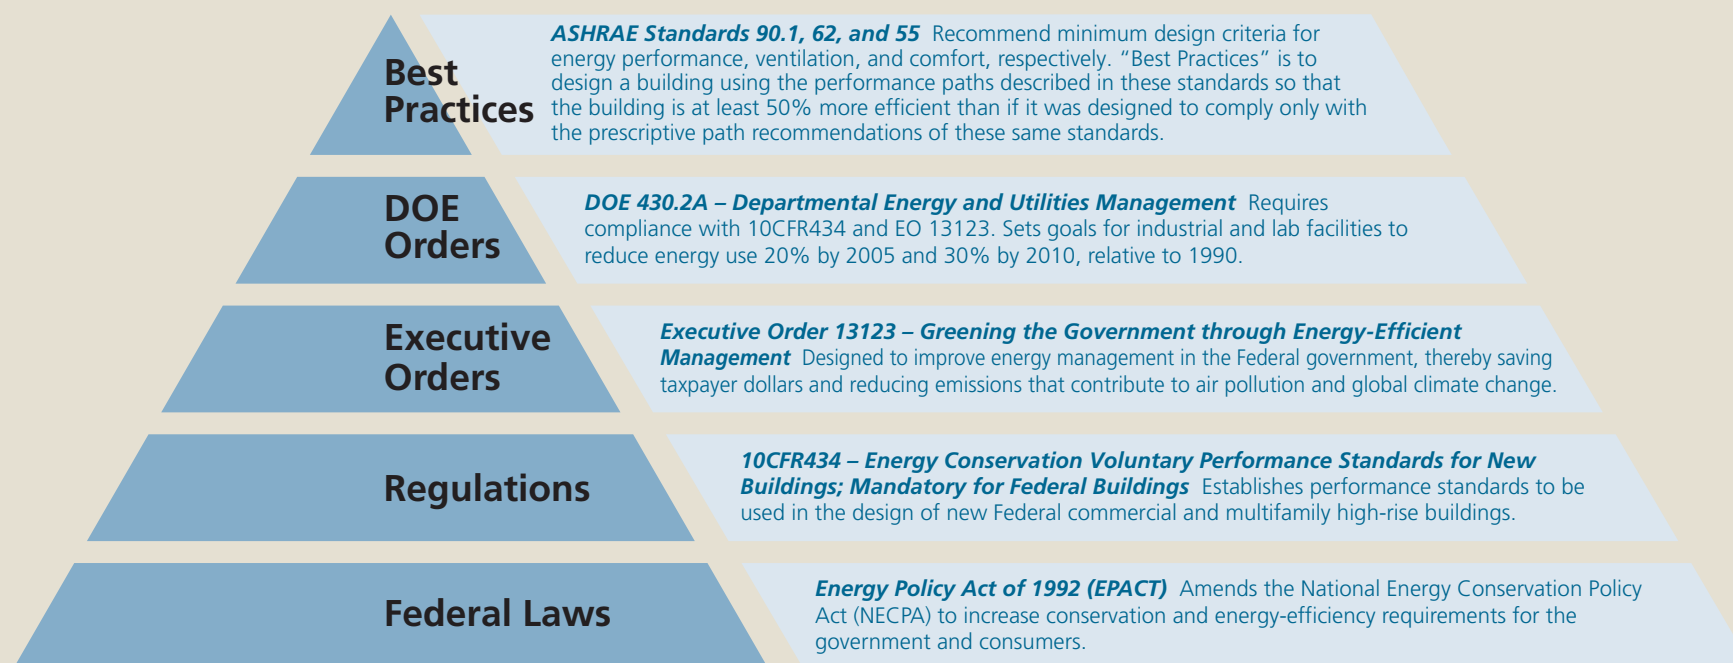 Best
Practices
ASHRAE Standards 90.1, 62, and 55 Recommend minimum design criteria for
energy performance, ventilation, and comfort, respectively. “Best Practices” is to
design a building using the performance paths described in these standards so that
the building is at least 50% more efficient than if it was designed to comply only with
the prescriptive path recommendations of these same standards.
DOE
Orders
DOE 430.2A – Departmental Energy and Utilities Management Requires
compliance with 10CFR434 and EO 13123. Sets goals for industrial and lab facilities to
reduce energy use 20% by 2005 and 30% by 2010, relative to 1990.
Executive
Orders
Executive Order 13123 – Greening the Government through Energy-Efficient
Management Designed to improve energy management in the Federal government, thereby saving
taxpayer dollars and reducing emissions that contribute to air pollution and global climate change.
Regulations
10CFR434 – Energy Conservation Voluntary Performance Standards for New
Buildings; Mandatory for Federal Buildings Establishes performance standards to be
used in the design of new Federal commercial and multifamily high-rise buildings.
Federal Laws
Energy Policy Act of 1992 (EPACT) Amends the National Energy Conservation Policy
Act (NECPA) to increase conservation and energy-efficiency requirements for the
government and consumers.